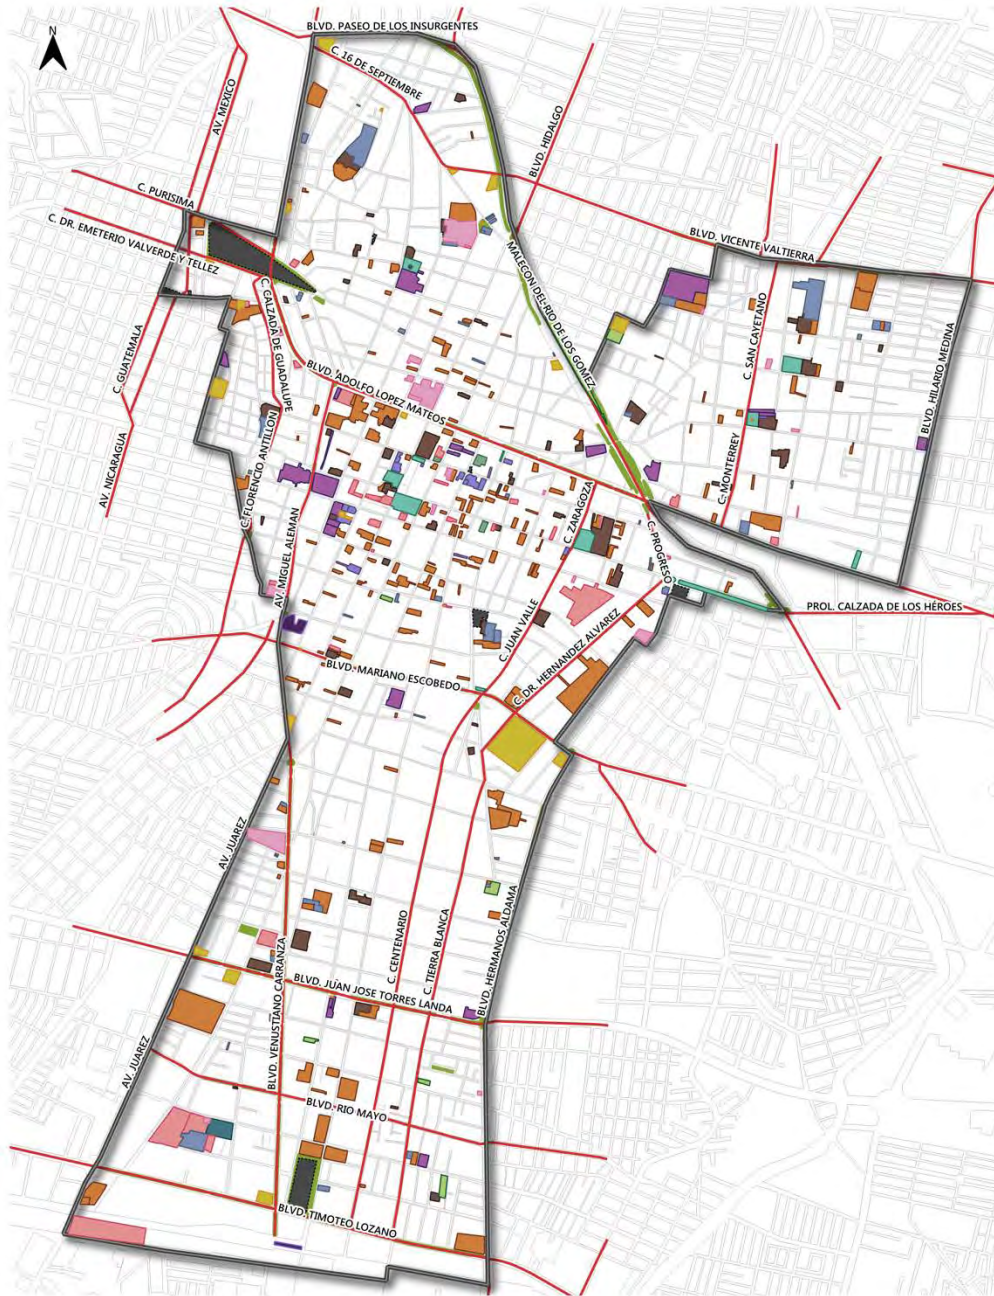 BLVD. PASEO DE LOS INSURGENTES
N
C. 16 DE SEPTIEMBRE
AV. MEXICO
BLVD. HIDALGO
C. PURISIMA
C. DR. EMETERIO VALVERDE Y TELLEZ
BLVD. VICENTE VALTIERRA
MALECON DEL RIO DE LOS GOMEZ
C. CALZADA DE GUADALUPE
C. SAN CAYETANO
C. GUATEMALA
BLVD. ADOLFO LOPEZ MATEOS
BLVD. HILARIO MEDINA
AV. NICARAGUA
C. FLORENCIO ANTILLON
C. MONTERREY
C. ZARAGOZA
AV. MIGUEL ALEMAN
C. PROGRESO
PROL. CALZADA DE LOS HÉROES
C. JUAN VALLE
C. DR. HERNANDEZ ALVAREZ
BLVD. MARIANO ESCOBEDO
AV. JUAREZ
C. CENTENARIO
C. TIERRA BLANCA
BLVD. HERMANOS ALDAMA
BLVD. VENUSTIANO CARRANZA
BLVD. JUAN JOSE TORRES LANDA
AV. JUAREZ
BLVD. RIO MAYO
BLVD. TIMOTEO LOZANO